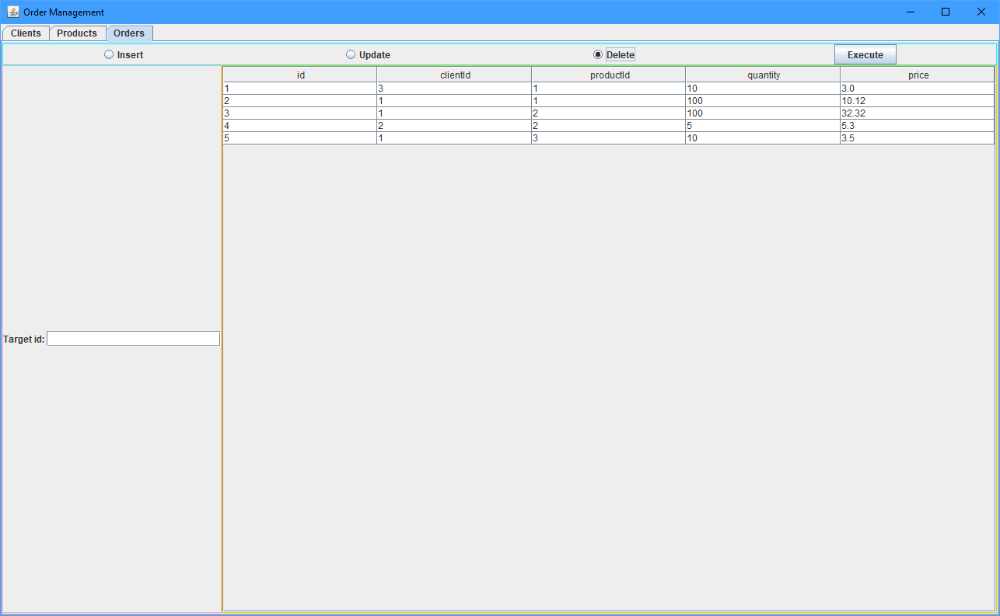 Order Management
Clients Products Orders
Insert Update Delete Execute
id clientId productId quantity price
1 3 1 10 3.0
2 1 1 100 10.12
3 1 2 100 32.32
4 2 2 5 5.3
5 1 3 10 3.5
Target id: